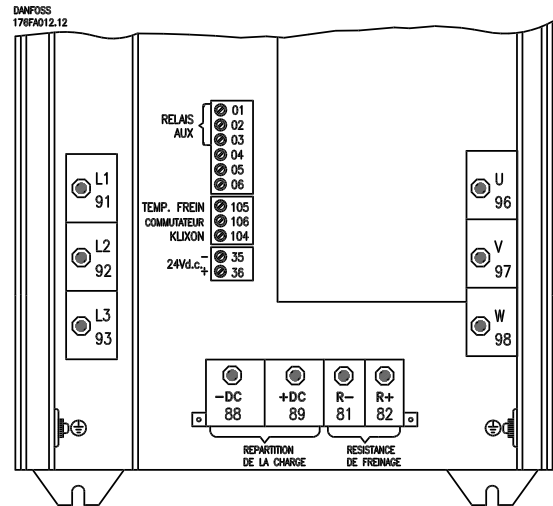 DANFOSS
176FA012.12
RELAIS
AUX
01
02
03
04
05
06
TEMP. FREIN
COMMUTATEUR
KLIXON
105
106
104
24Vd.c.
- 35
+ 36
L1
91
L2
92
L3
93
U
96
V
97
W
98
-DC
88
+DC
89
R-
81
R+
82
REPARTITION
DE LA CHARGE
RESISTANCE
DE FREINAGE